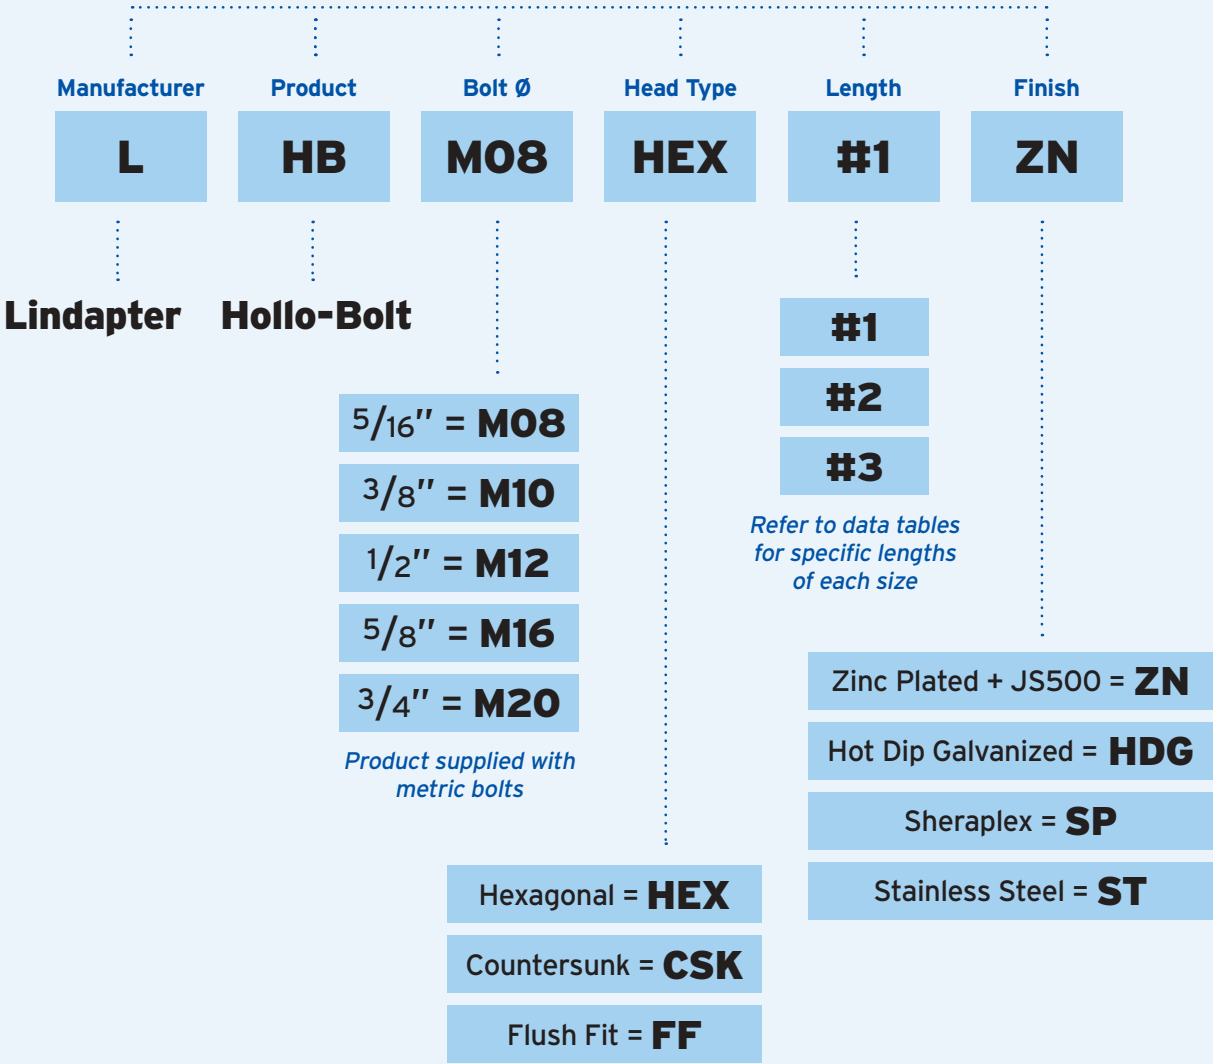 Manufacturer
Product
Bolt Ø
Head Type
Length
Finish
L
HB
M08
HEX
#1
ZN
Lindapter
Hollo-Bolt
5/16″ = M08
3/8″ = M10
1/2″ = M12
5/8″ = M16
3/4″ = M20
Product supplied with
metric bolts
Hexagonal = HEX
Countersunk = CSK
Flush Fit = FF
#1
#2
#3
Refer to data tables
for specific lengths
of each size
Zinc Plated + JS500 = ZN
Hot Dip Galvanized = HDG
Sheraplex = SP
Stainless Steel = ST